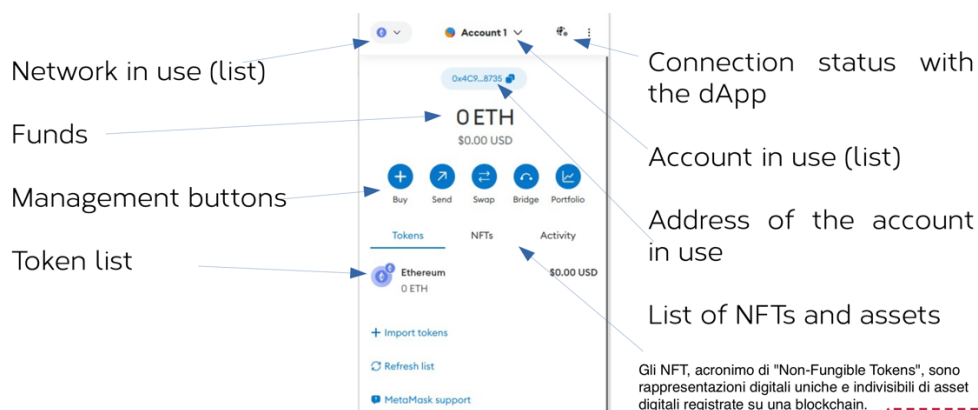 Network in use (list)
Funds
Management buttons
Token list
Account 1
0x4C9...8735
0 ETH
$0.00 USD
Buy
Send
Swap
Bridge
Portfolio
Tokens
NFTs
Activity
Ethereum
$0.00 USD
0 ETH
+ Import tokens
Refresh list
MetaMask support
Connection status with
the dApp
Account in use (list)
Address of the account
in use
List of NFTs and assets
Gli NFT, acronimo di "Non-Fungible Tokens", sono
rappresentazioni digitali uniche e indivisibili di asset
digitali registrate su una blockchain.